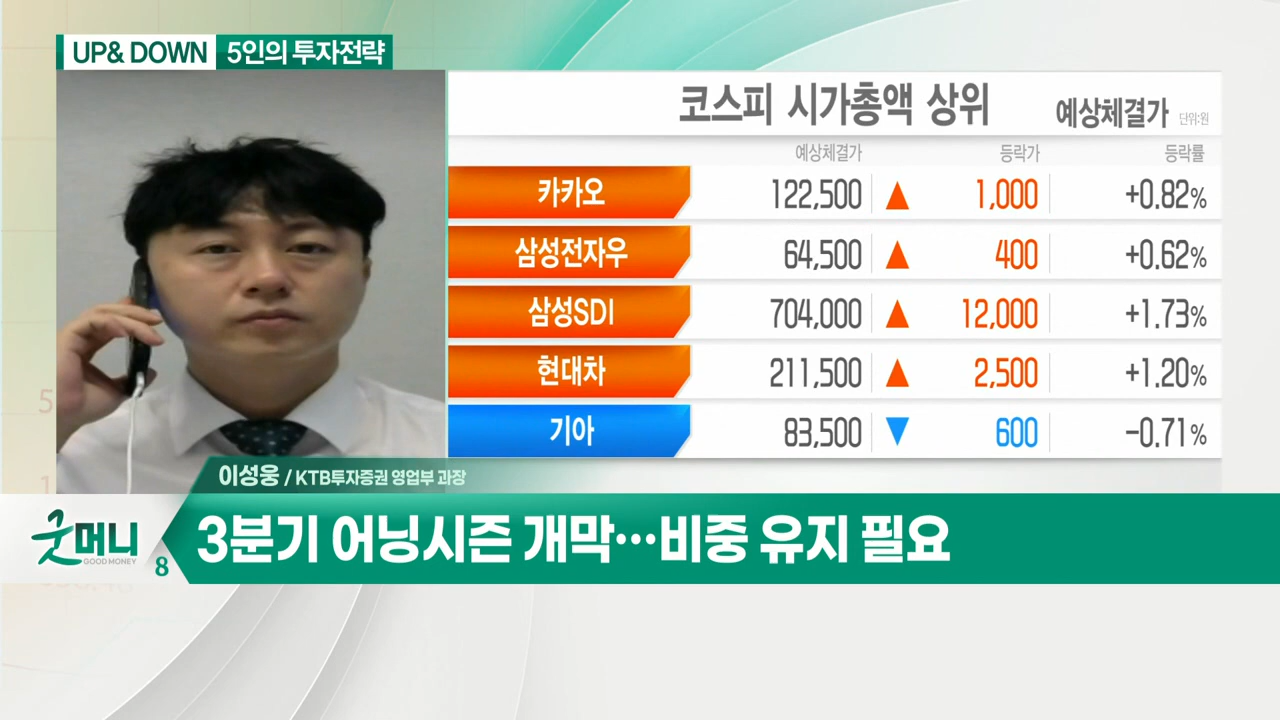 UP& DOWN 5인의 투자전략
코스피 시가총액 상위 예상체결가 단위:원
예상체결가 등락가 등락률
카카오 122,500 ▲ 1,000 +0.82%
삼성전자우 64,500 ▲ 400 +0.62%
삼성SDI 704,000 ▲ 12,000 +1.73%
현대차 211,500 ▲ 2,500 +1.20%
기아 83,500 ▼ 600 -0.71%
이성웅 / KTB투자증권 영업부 과장
굿머니
GOOD MONEY
8
3분기 어닝시즌 개막…비중 유지 필요